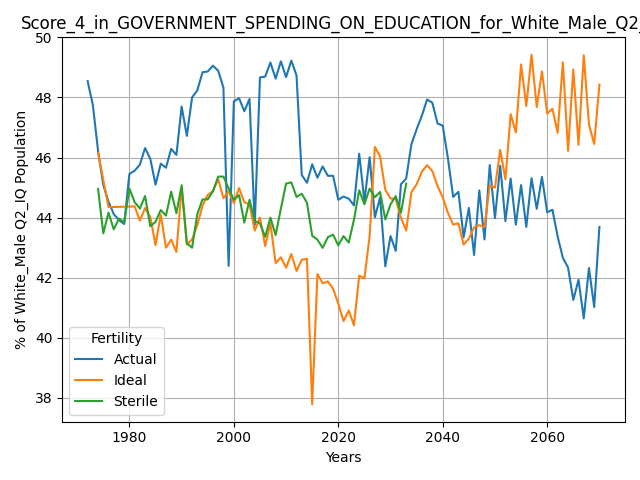 Score_4_in_GOVERNMENT_SPENDING_ON_EDUCATION_for_White_Male_Q2_
% of White_Male Q2_IQ Population
50
48
46
44
42
40
38
Fertility
Actual
Ideal
Sterile
1980
2000
2020
2040
2060
Years